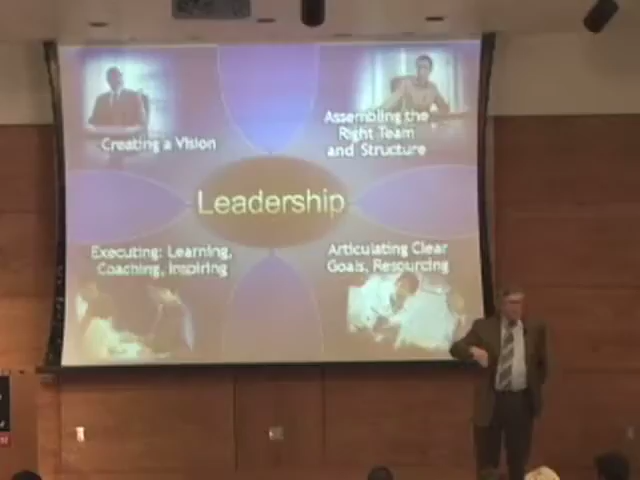 Creating a Vision
Assembling the
Right Team
and Structure
Leadership
Executing: Learning,
Coaching, Inspiring
Articulating Clear
Goals, Resourcing